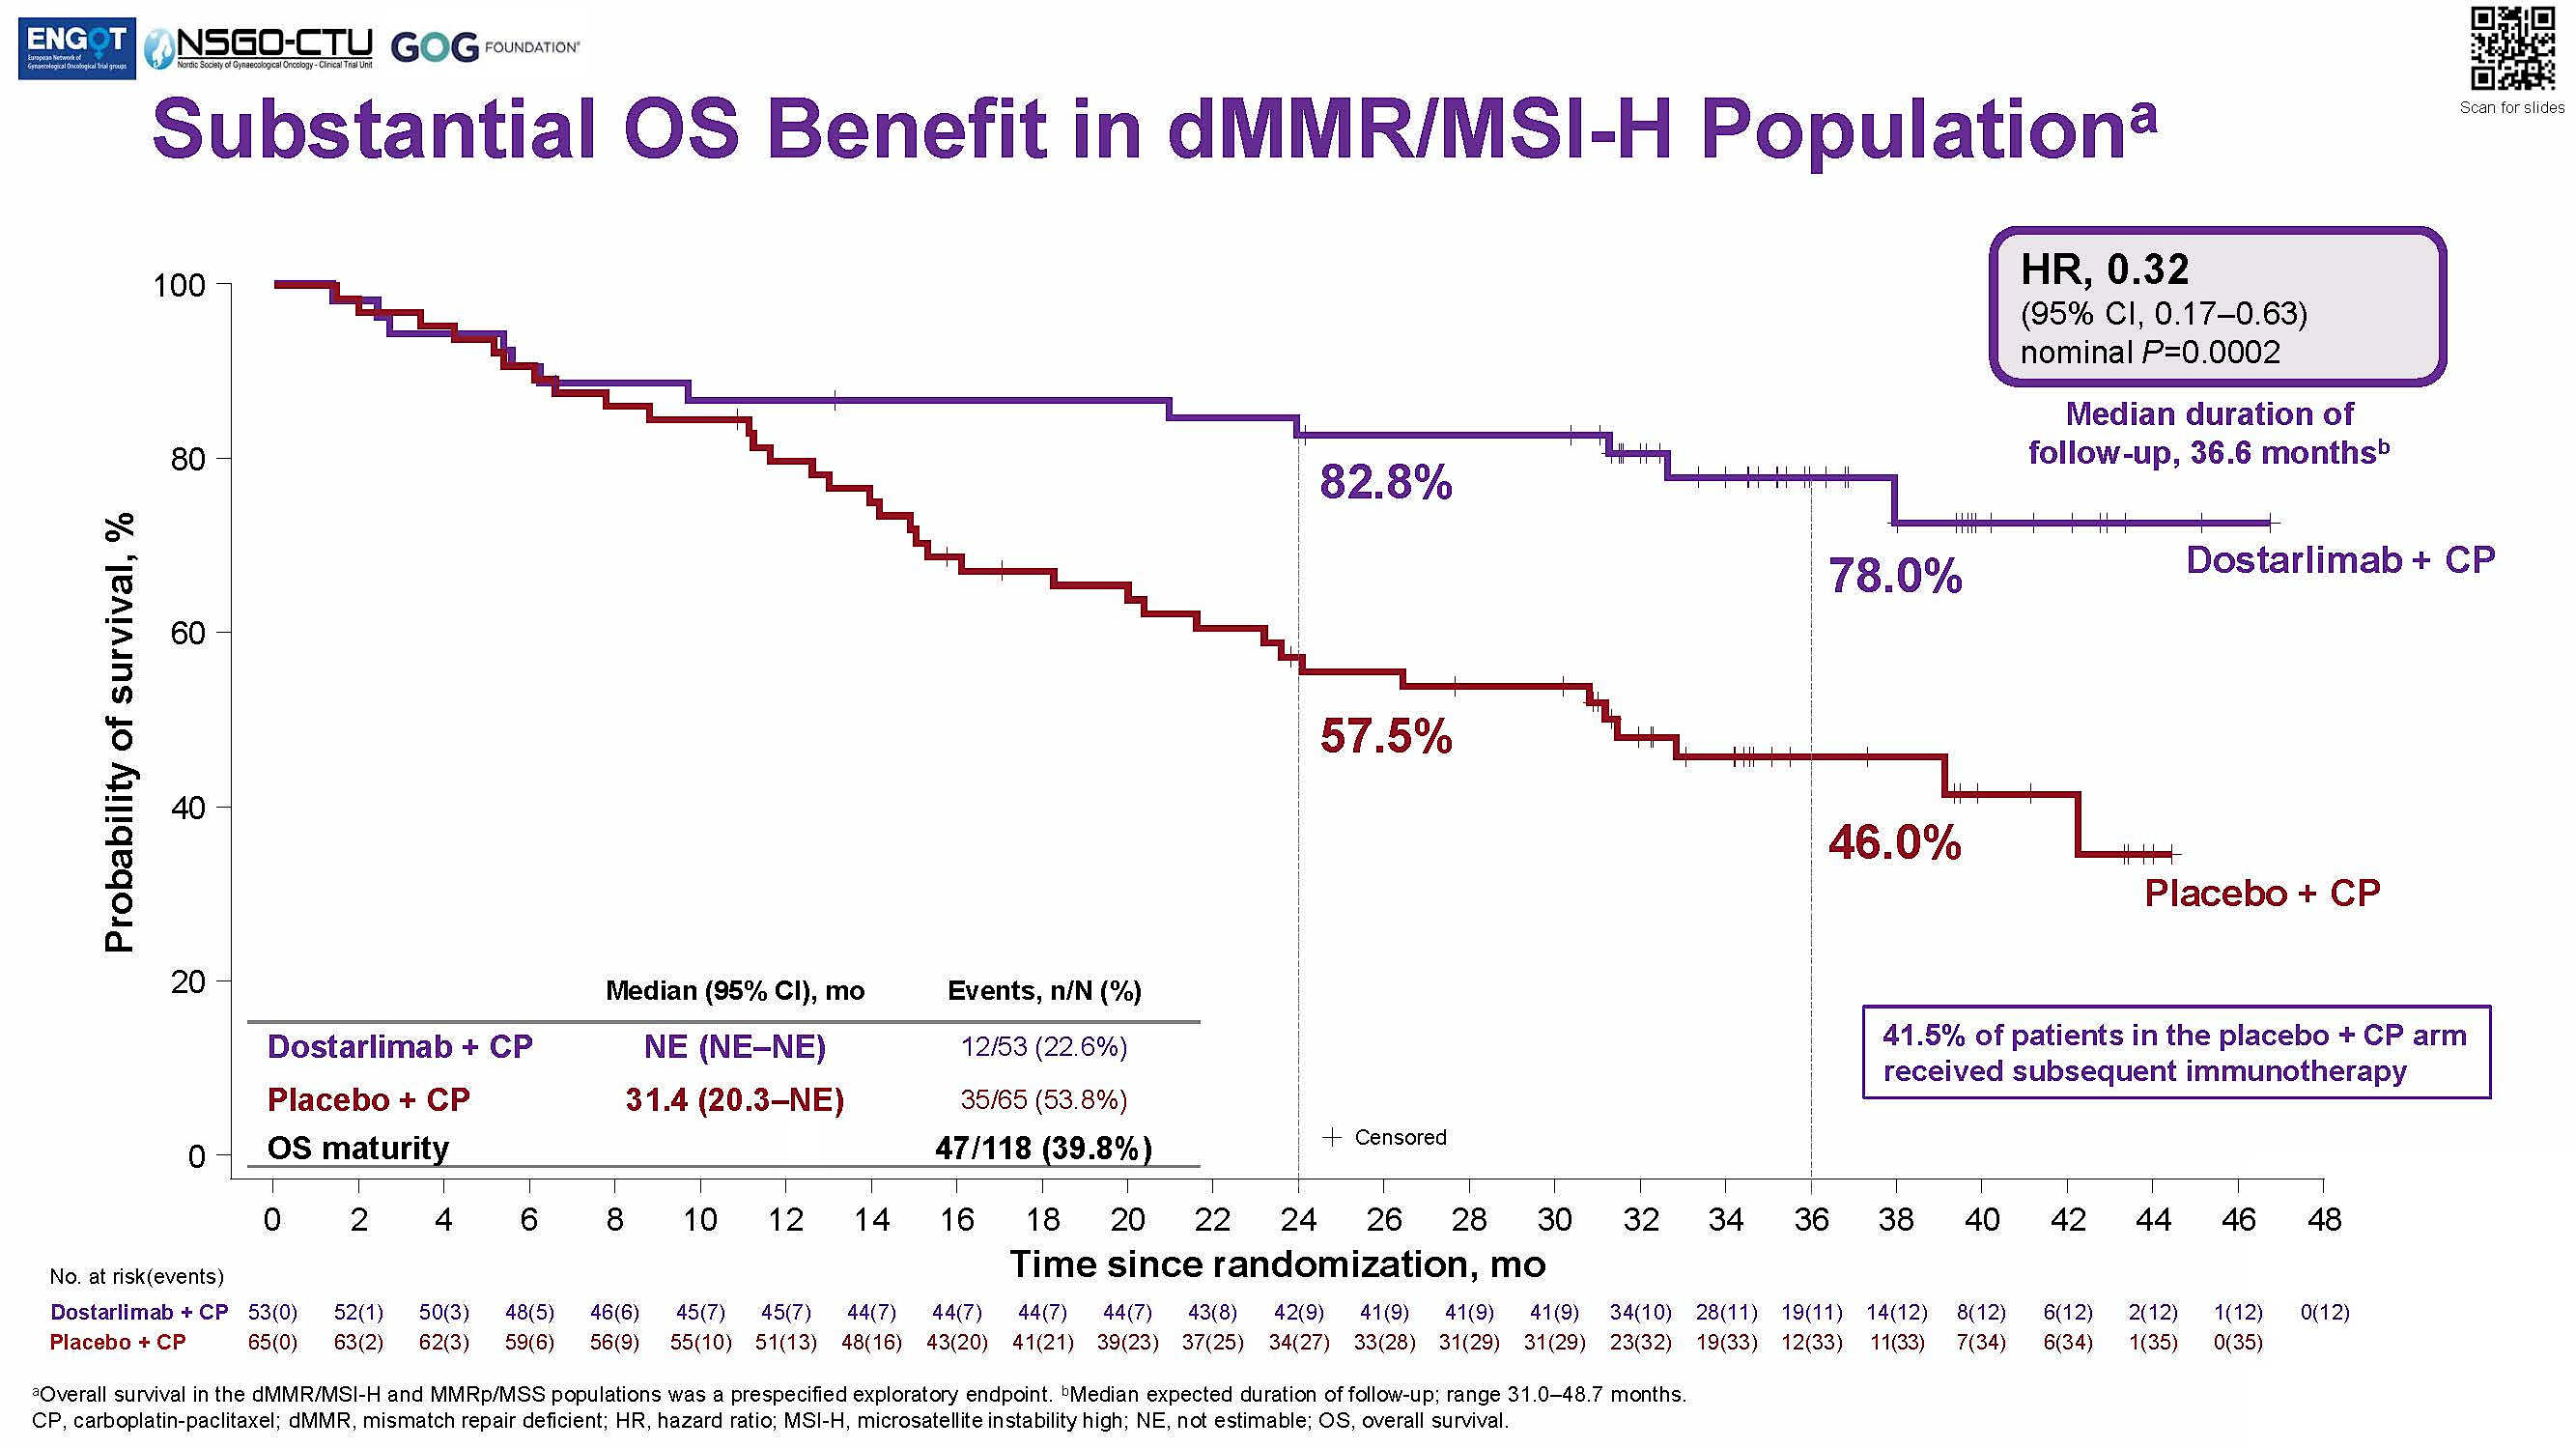 ENGOT
European Network of
Gynaecological Oncological Trial groups
NSGO-CTU
Nordic Society of Gynaecological Oncology - Clinical Trial Unit
GOG FOUNDATION®
Scan for slides
Substantial OS Benefit in dMMR/MSI-H Populationᵃ
HR, 0.32
(95% CI, 0.17–0.63)
nominal P=0.0002
Median duration of
follow-up, 36.6 monthsᵇ
Probability of survival, %
100
80
60
40
20
0
82.8%
78.0%
Dostarlimab + CP
57.5%
46.0%
Placebo + CP
Median (95% CI), mo Events, n/N (%)
Dostarlimab + CP NE (NE–NE) 12/53 (22.6%)
Placebo + CP 31.4 (20.3–NE) 35/65 (53.8%)
OS maturity 47/118 (39.8%)
+ Censored
41.5% of patients in the placebo + CP arm
received subsequent immunotherapy
0 2 4 6 8 10 12 14 16 18 20 22 24 26 28 30 32 34 36 38 40 42 44 46 48
Time since randomization, mo
No. at risk(events)
Dostarlimab + CP 53(0) 52(1) 50(3) 48(5) 46(6) 45(7) 45(7) 44(7) 44(7) 44(7) 44(7) 43(8) 42(9) 41(9) 41(9) 41(9) 34(10) 28(11) 19(11) 14(12) 8(12) 6(12) 2(12) 1(12) 0(12)
Placebo + CP 65(0) 63(2) 62(3) 59(6) 56(9) 55(10) 51(13) 48(16) 43(20) 41(21) 39(23) 37(25) 34(27) 33(28) 31(29) 31(29) 23(32) 19(33) 12(33) 11(33) 7(34) 6(34) 1(35) 0(35)
ᵃOverall survival in the dMMR/MSI-H and MMRp/MSS populations was a prespecified exploratory endpoint. ᵇMedian expected duration of follow-up; range 31.0–48.7 months.
CP, carboplatin-paclitaxel; dMMR, mismatch repair deficient; HR, hazard ratio; MSI-H, microsatellite instability high; NE, not estimable; OS, overall survival.